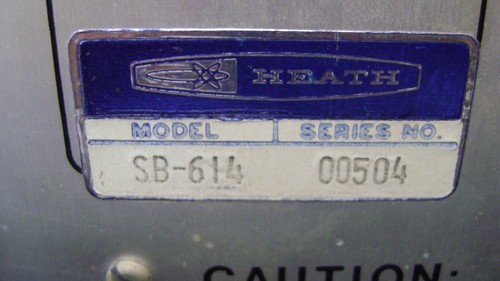 HEATH
MODEL SERIES NO.
SB-614 00504
CAUTION: